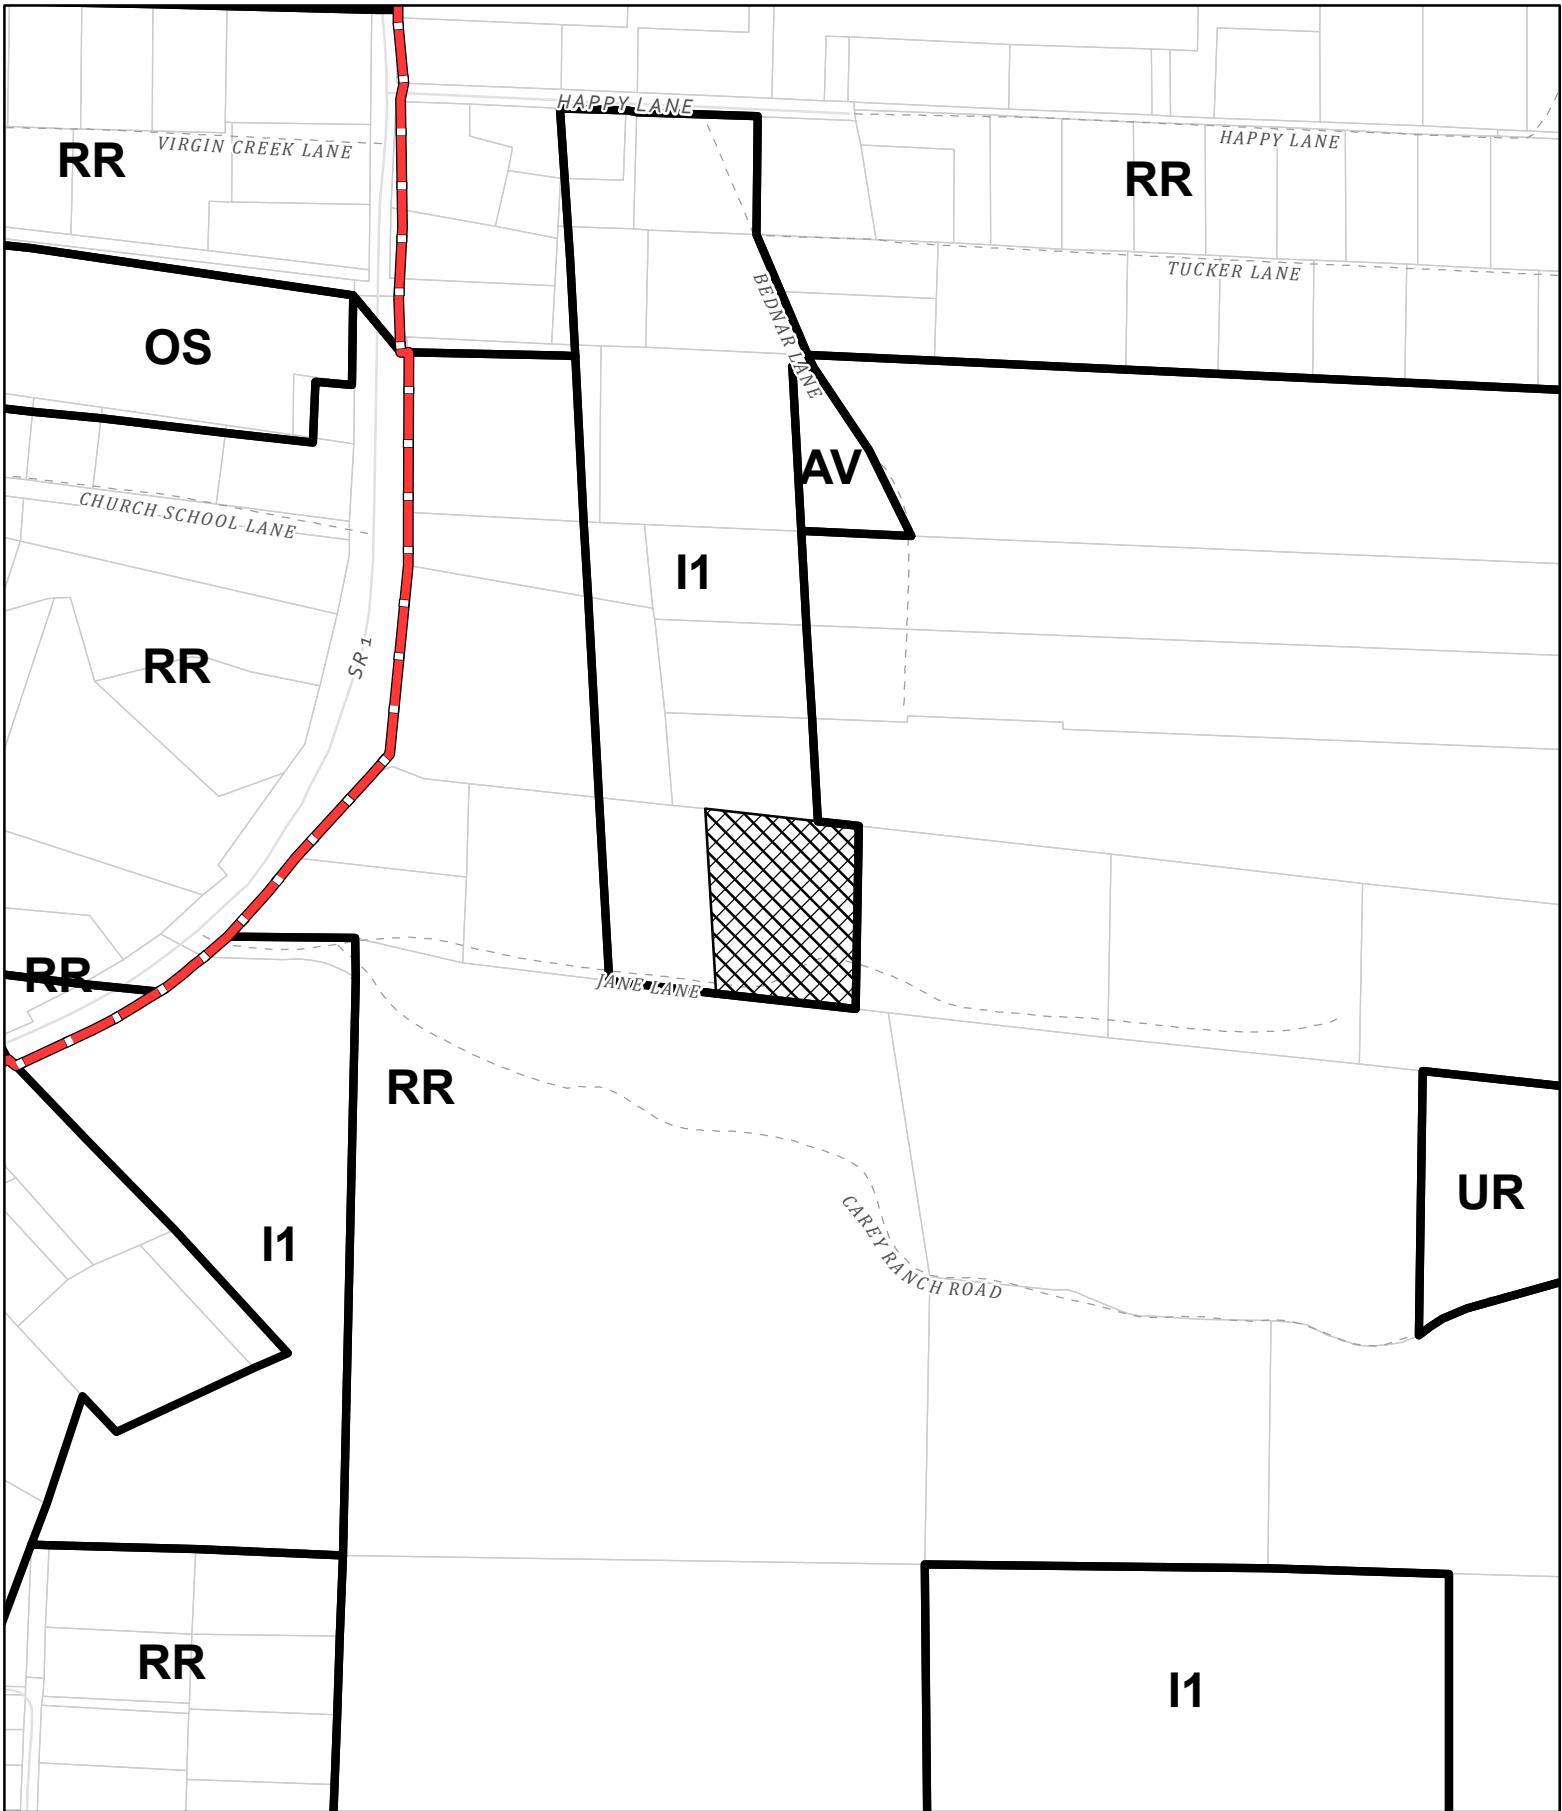 HAPPY LANE
VIRGIN CREEK LANE
HAPPY LANE
RR
RR
TUCKER LANE
BEDNAR LANE
OS
AV
CHURCH SCHOOL LANE
I1
SR 1
RR
RR
JANE LANE
RR
UR
I1
CAREY RANCH ROAD
RR
I1